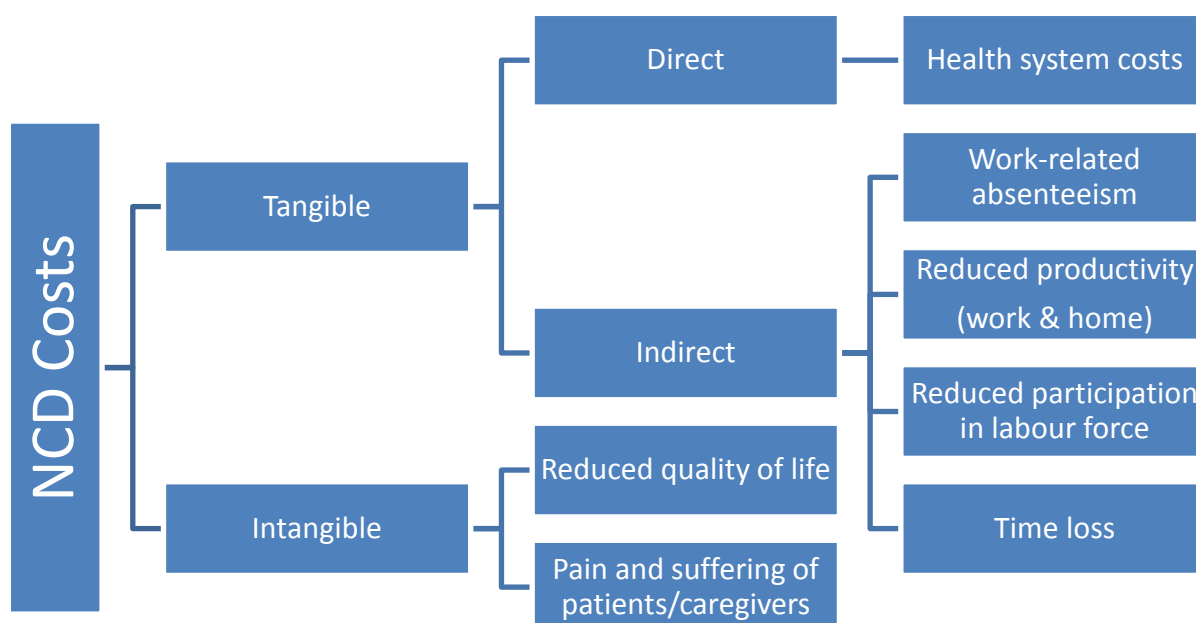 NCD Costs
Tangible
Intangible
Direct
Indirect
Reduced quality of life
Pain and suffering of
patients/caregivers
Health system costs
Work-related
absenteeism
Reduced productivity
(work & home)
Reduced participation
in labour force
Time loss